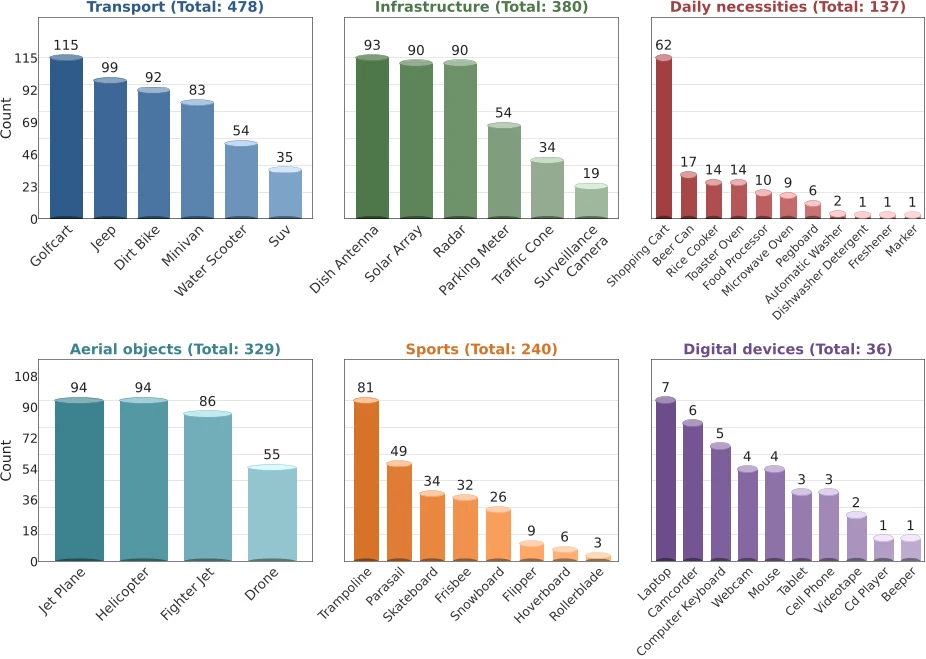 Transport (Total: 478)
Infrastructure (Total: 380)
Daily necessities (Total: 137)
Count
115
92
69
46
23
0
115
99
92
83
54
35
Golfcart
Jeep
Dirt Bike
Minivan
Water Scooter
Suv
93
90
90
54
34
19
Dish Antenna
Solar Array
Radar
Parking Meter
Traffic Cone
Surveillance
Camera
62
17
14
14
10
9
6
2
1
1
1
Shopping Cart
Beer Can
Rice Cooker
Toaster Oven
Food Processor
Microwave Oven
Pegboard
Automatic Washer
Dishwasher Detergent
Freshener
Marker
Aerial objects (Total: 329)
Sports (Total: 240)
Digital devices (Total: 36)
Count
108
90
72
54
36
18
0
94
94
86
55
Jet Plane
Helicopter
Fighter Jet
Drone
81
49
34
32
26
9
6
3
Trampoline
Parasail
Skateboard
Frisbee
Snowboard
Flipper
Hoverboard
Rollerblade
7
6
5
4
4
3
3
2
1
1
Laptop
Camcorder
Computer Keyboard
Webcam
Mouse
Tablet
Cell Phone
Videotape
Cd Player
Beeper